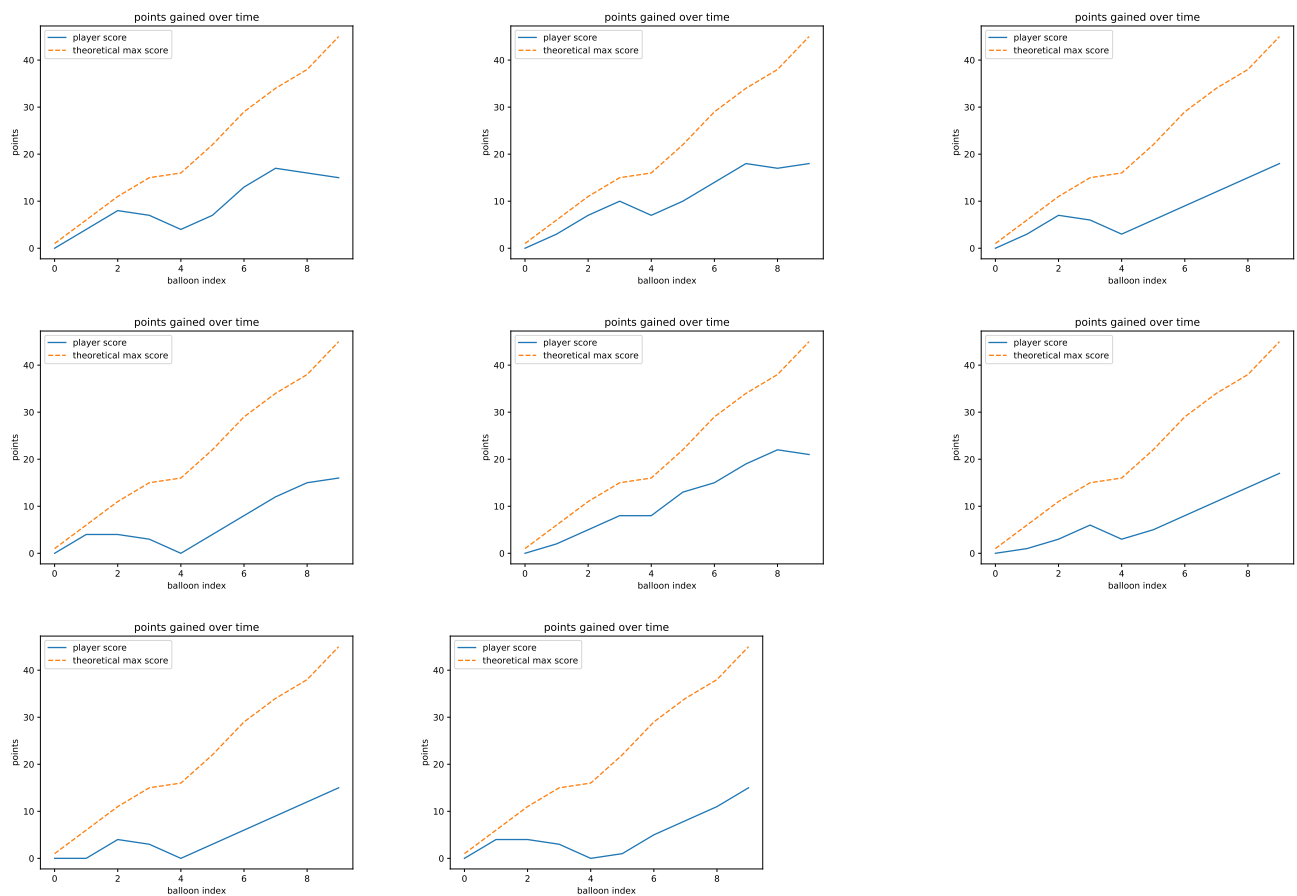 points gained over time
player score
theoretical max score
40
30
20
10
0
points
0 2 4 6 8
balloon index
points gained over time
player score
theoretical max score
40
30
20
10
0
points
0 2 4 6 8
balloon index
points gained over time
player score
theoretical max score
40
30
20
10
0
points
0 2 4 6 8
balloon index
points gained over time
player score
theoretical max score
40
30
20
10
0
points
0 2 4 6 8
balloon index
points gained over time
player score
theoretical max score
40
30
20
10
0
points
0 2 4 6 8
balloon index
points gained over time
player score
theoretical max score
40
30
20
10
0
points
0 2 4 6 8
balloon index
points gained over time
player score
theoretical max score
40
30
20
10
0
points
0 2 4 6 8
balloon index
points gained over time
player score
theoretical max score
40
30
20
10
0
points
0 2 4 6 8
balloon index